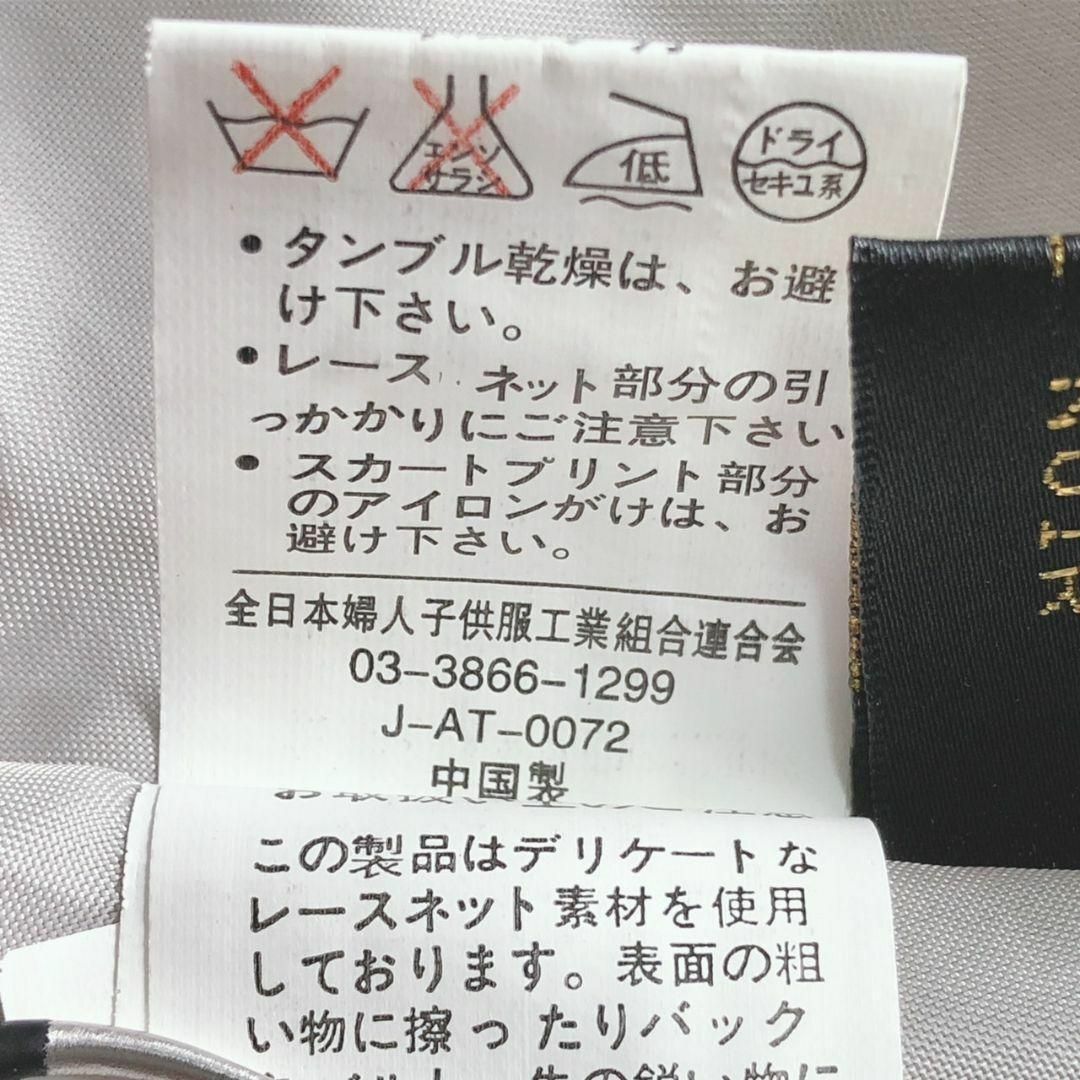 エンソ
サラシ
低
ドライ
セキユ系
・タンブル乾燥は、お避
け下さい。
・レース、ネット部分の引
っかかりにご注意下さい
・スカートプリント部分
のアイロンがけは、お
避け下さい。
全日本婦人子供服工業組合連合会
03-3866-1299
J-AT-0072
中国製
この製品はデリケートな
レースネット素材を使用
しております。表面の粗
い物に擦ったりバック